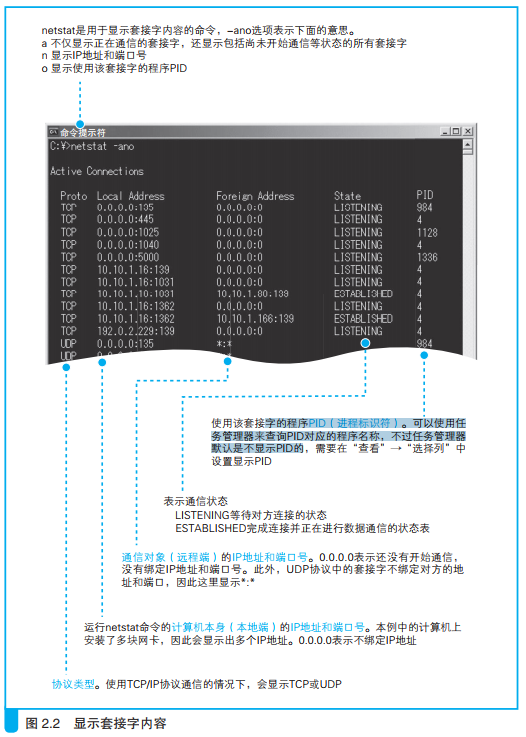 netstat是用于显示套接字内容的命令，-ano选项表示下面的意思。
a 不仅显示正在通信的套接字，还显示包括尚未开始通信等状态的所有套接字
n 显示IP地址和端口号
o 显示使用该套接字的程序PID
命令提示符
C:¥>netstat -ano
Active Connections
Proto Local Address Foreign Address State PID
TCP 0.0.0.0:135 0.0.0.0:0 LISTENING 984
TCP 0.0.0.0:445 0.0.0.0:0 LISTENING 4
TCP 0.0.0.0:1025 0.0.0.0:0 LISTENING 1128
TCP 0.0.0.0:1040 0.0.0.0:0 LISTENING 4
TCP 0.0.0.0:5000 0.0.0.0:0 LISTENING 1336
TCP 10.10.1.16:139 0.0.0.0:0 LISTENING 4
TCP 10.10.1.16:1031 0.0.0.0:0 LISTENING 4
TCP 10.10.1.16:1031 10.10.1.80:139 ESTABLISHED 4
TCP 10.10.1.16:1362 0.0.0.0:0 LISTENING 4
TCP 10.10.1.16:1362 10.10.1.166:139 ESTABLISHED 4
TCP 192.0.2.229:139 0.0.0.0:0 LISTENING 4
UDP 0.0.0.0:135 *:* 984
UDP
使用该套接字的程序PID（进程标识符）。可以使用任
务管理器来查询PID对应的程序名称，不过任务管理器
默认是不显示PID的，需要在“查看”→“选择列”中
设置显示PID
表示通信状态
LISTENING等待对方连接的状态
ESTABLISHED完成连接并正在进行数据通信的状态表
通信对象（远程端）的IP地址和端口号。0.0.0.0表示还没有开始通信，
没有绑定IP地址和端口号。此外，UDP协议中的套接字不绑定对方的地
址和端口，因此这里显示*:*
运行netstat命令的计算机本身（本地端）的IP地址和端口号。本例中的计算机上
安装了多块网卡，因此会显示出多个IP地址。0.0.0.0表示不绑定IP地址
协议类型。使用TCP/IP协议通信的情况下，会显示TCP或UDP
图 2.2 显示套接字内容